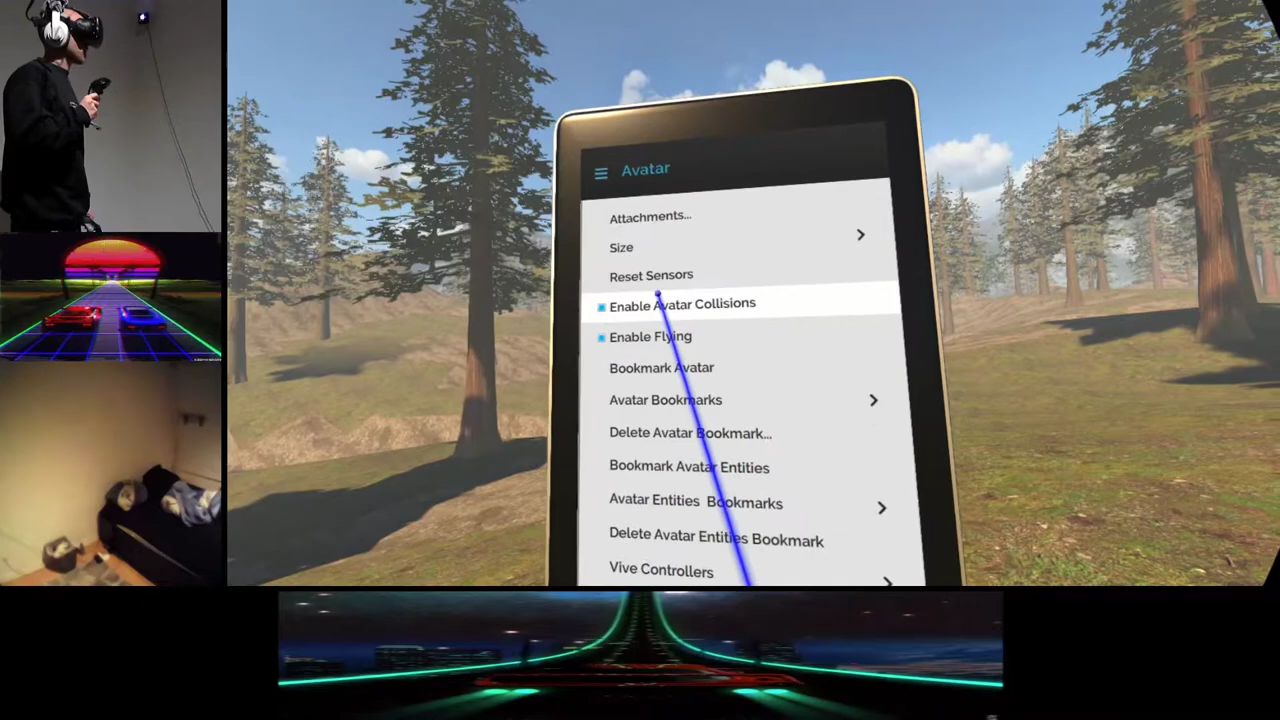 Avatar
Attachments...
Size
Reset Sensors
Enable Avatar Collisions
Enable Flying
Bookmark Avatar
Avatar Bookmarks
Delete Avatar Bookmark...
Bookmark Avatar Entities
Avatar Entities Bookmarks
Delete Avatar Entities Bookmark
Vive Controllers